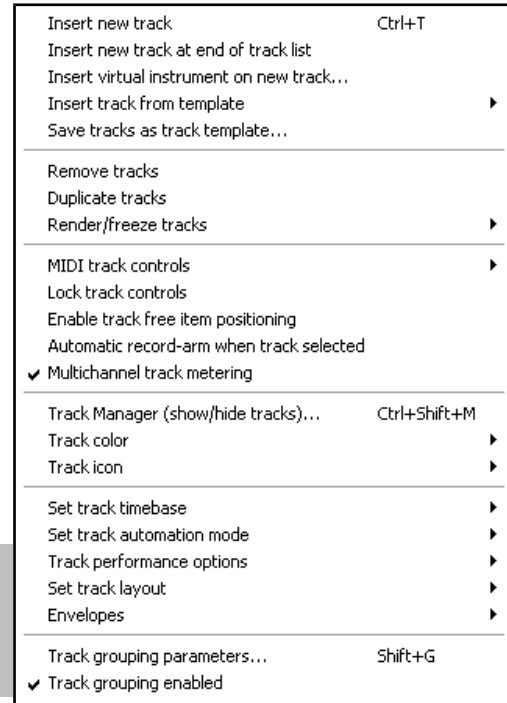 Insert new track Ctrl+T
Insert new track at end of track list
Insert virtual instrument on new track...
Insert track from template
Save tracks as track template...
Remove tracks
Duplicate tracks
Render/freeze tracks
MIDI track controls
Lock track controls
Enable track free item positioning
Automatic record-arm when track selected
Multichannel track metering
Track Manager (show/hide tracks)... Ctrl+Shift+M
Track color
Track icon
Set track timebase
Set track automation mode
Track performance options
Set track layout
Envelopes
Track grouping parameters... Shift+G
Track grouping enabled